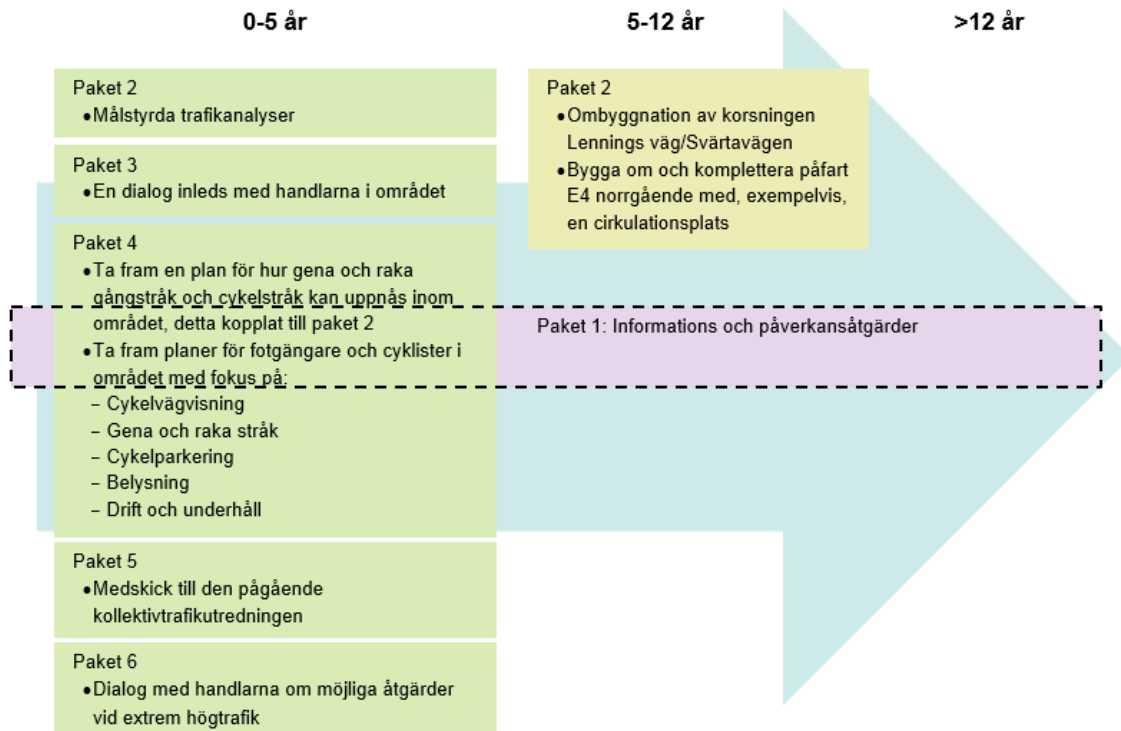 0-5 år
5-12 år
>12 år
Paket 2
•Målstyrda trafikanalyser
Paket 3
•En dialog inleds med handlarna i området
Paket 4
•Ta fram en plan för hur gena och raka
gångstråk och cykelstråk kan uppnås inom
området, detta kopplat till paket 2
•Ta fram planer för fotgängare och cyklister i
området med fokus på:
– Cykelvägvisning
– Gena och raka stråk
– Cykelparkering
– Belysning
– Drift och underhåll
Paket 5
•Medskick till den pågående
kollektivtrafikutredningen
Paket 6
•Dialog med handlarna om möjliga åtgärder
vid extrem högtrafik
Paket 2
•Ombyggnation av korsningen
Lennings väg/Svärtavägen
•Bygga om och komplettera påfart
E4 norrgående med, exempelvis,
en cirkulationsplats
Paket 1: Informations och påverkansåtgärder